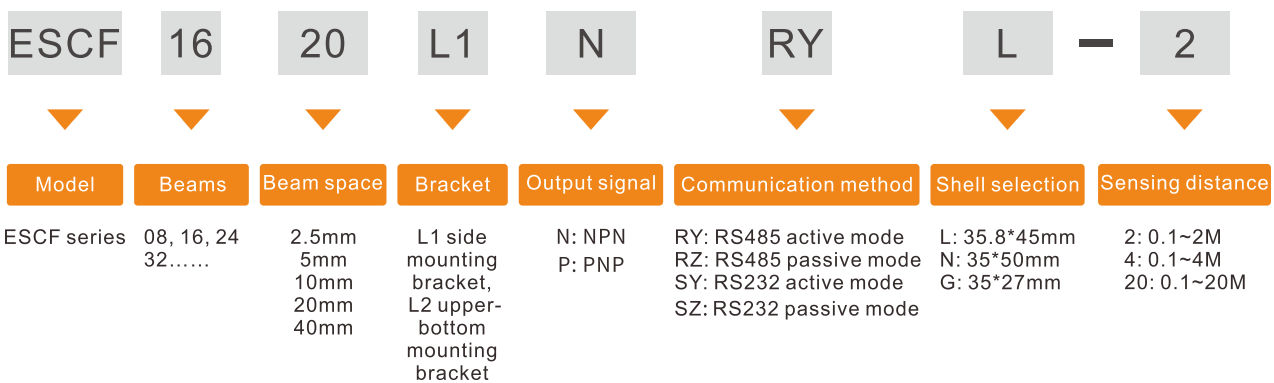 ESCF 16 20 L1 N RY L - 2
Model Beams Beam space Bracket Output signal Communication method Shell selection Sensing distance
ESCF series
08, 16, 24
32......
2.5mm
5mm
10mm
20mm
40mm
L1 side
mounting
bracket,
L2 upper-
bottom
mounting
bracket
N: NPN
P: PNP
RY: RS485 active mode
RZ: RS485 passive mode
SY: RS232 active mode
SZ: RS232 passive mode
L: 35.8*45mm
N: 35*50mm
G: 35*27mm
2: 0.1~2M
4: 0.1~4M
20: 0.1~20M